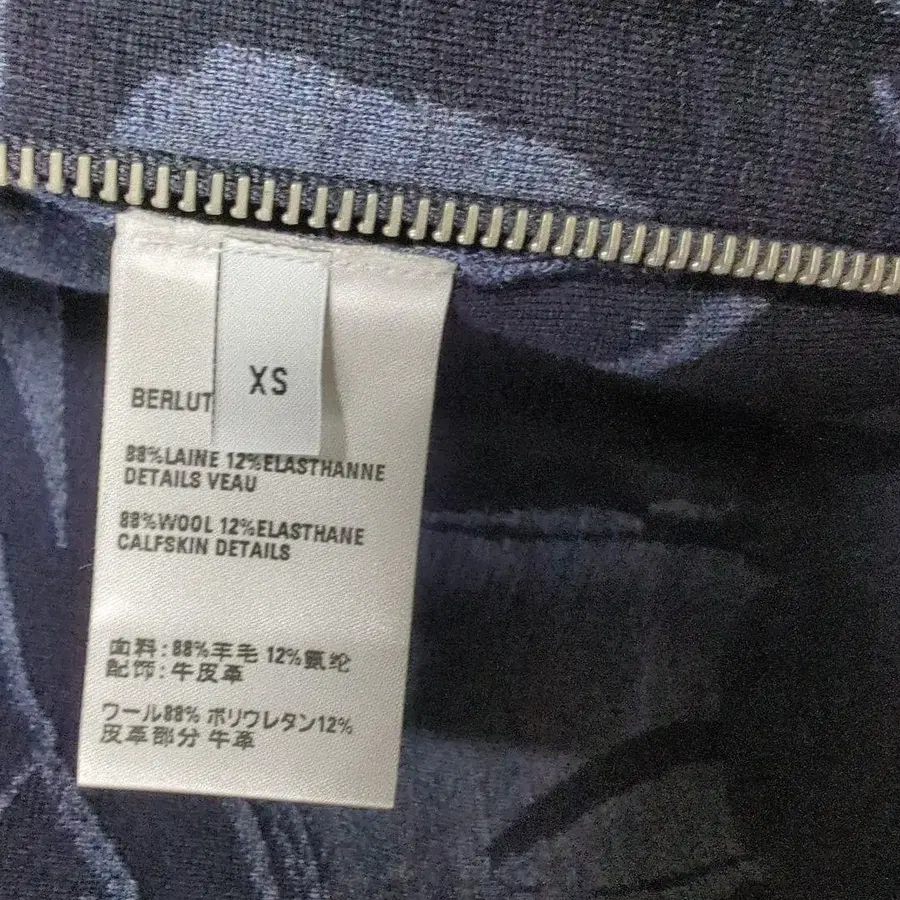 XS
BERLUT
88%LAINE 12%ELASTHANNE
DETAILS VEAU
88%WOOL 12%ELASTHANE
CALFSKIN DETAILS
面料:88%羊毛 12%氨纶
配饰:牛皮革
ウール88% ポリウレタン12%
皮革部分 牛革